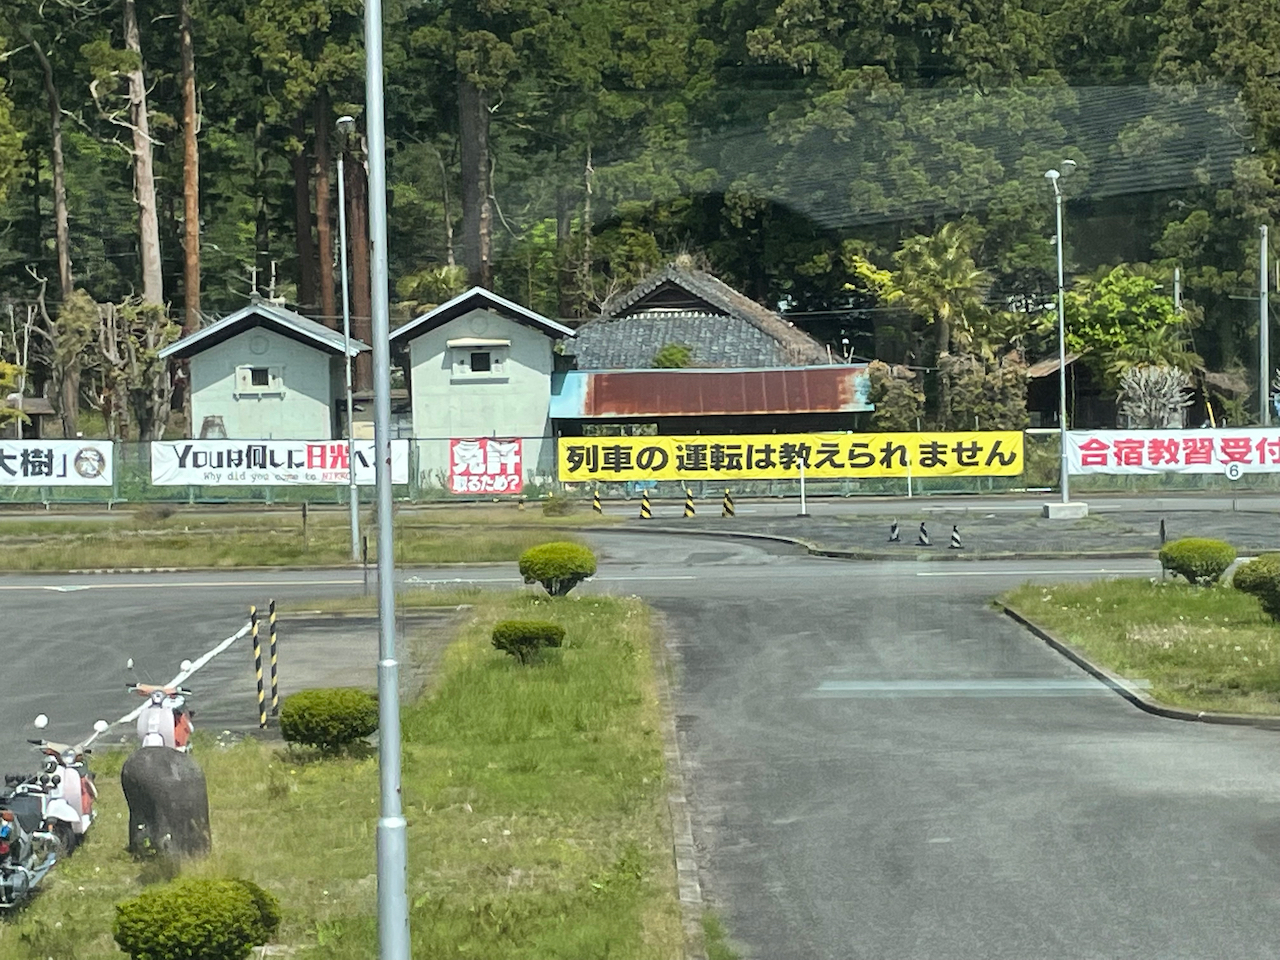 大樹」
Youは何しに日光へ?
Why did you come to NIKKO
免許
取るため?
列車の運転は教えられません
合宿教習受付
6